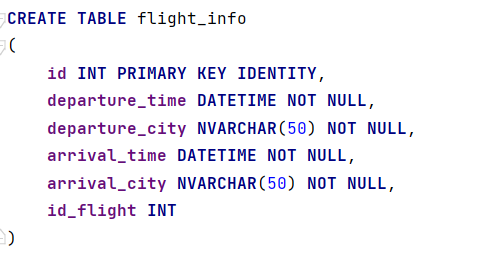 CREATE TABLE flight_info
(
    id INT PRIMARY KEY IDENTITY,
    departure_time DATETIME NOT NULL,
    departure_city NVARCHAR(50) NOT NULL,
    arrival_time DATETIME NOT NULL,
    arrival_city NVARCHAR(50) NOT NULL,
    id_flight INT
)